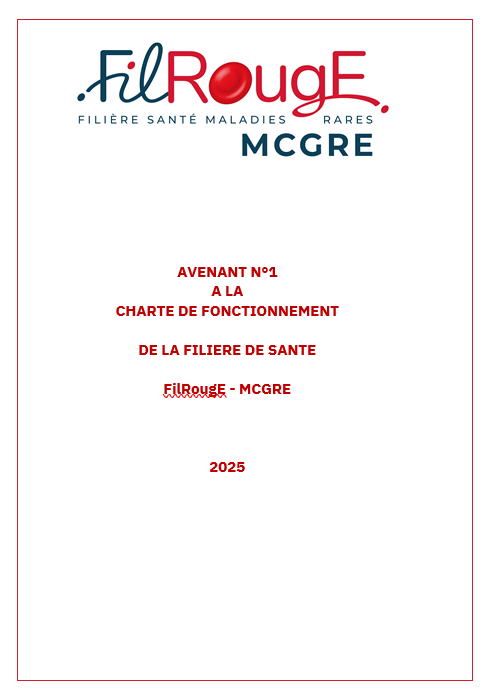 FilRougE
FILIÈRE SANTÉ MALADIES RARES
MCGRE
AVENANT N°1
A LA
CHARTE DE FONCTIONNEMENT
DE LA FILIERE DE SANTE
FilRougE - MCGRE
2025